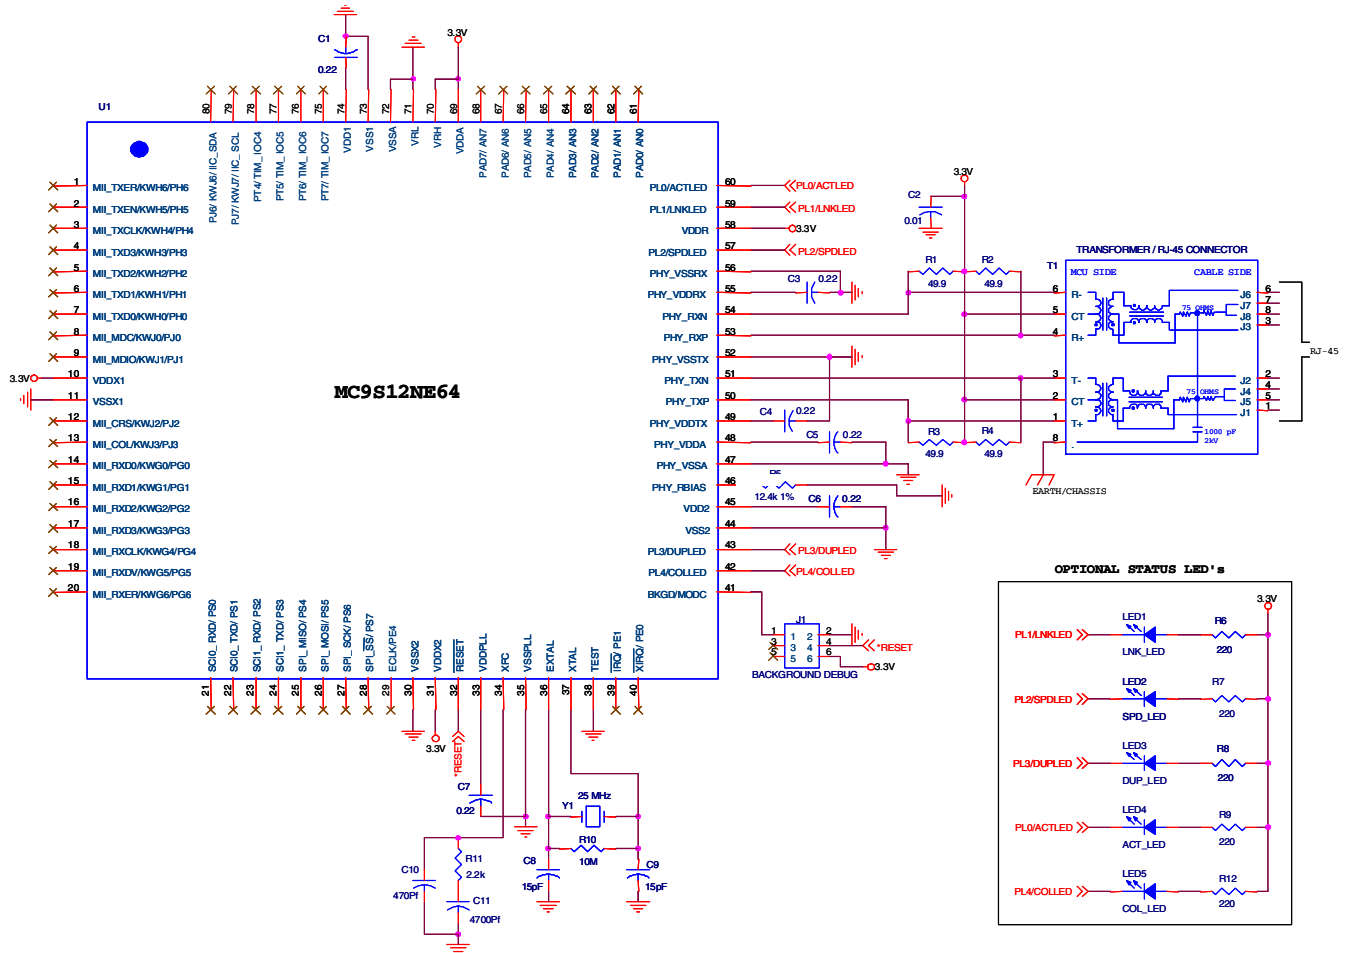 C1
0.22
3.3V
U1
80
79
78
77
76
75
74
73
72
71
70
69
68
67
66
65
64
63
62
61
PJ6/ KWJ6/ IIC_SDA
PJ7/ KWJ7/ IIC_SCL
PT4/ TIM_IOC4
PT5/ TIM_IOC5
PT6/ TIM_IOC6
PT7/ TIM_IOC7
VDD1
VSS1
VSSA
VRL
VRH
VDDA
PAD7/ AN7
PAD6/ AN6
PAD5/ AN5
PAD4/ AN4
PAD3/ AN3
PAD2/ AN2
PAD1/ AN1
PAD0/ AN0
1 MII_TXER/KWH6/PH6
2 MII_TXEN/KWH5/PH5
3 MII_TXCLK/KWH4/PH4
4 MII_TXD3/KWH3/PH3
5 MII_TXD2/KWH2/PH2
6 MII_TXD1/KWH1/PH1
7 MII_TXD0/KWH0/PH0
8 MII_MDC/KWJ0/PJ0
9 MII_MDIO/KWJ1/PJ1
3.3V 10 VDDX1
11 VSSX1
12 MII_CRS/KWJ2/PJ2
13 MII_COL/KWJ3/PJ3
14 MII_RXD0/KWG0/PG0
15 MII_RXD1/KWG1/PG1
16 MII_RXD2/KWG2/PG2
17 MII_RXD3/KWG3/PG3
18 MII_RXCLK/KWG4/PG4
19 MII_RXDV/KWG5/PG5
20 MII_RXER/KWG6/PG6
MC9S12NE64
PL0/ACTLED 60 PL0/ACTLED
PL1/LNKLED 59 PL1/LNKLED
VDDR 58 3.3V
PL2/SPDLED 57 PL2/SPDLED
PHY_VSSRX 56
PHY_VDDRX 55
C3 0.22
PHY_RXN 54
PHY_RXP 53
PHY_VSSTX 52
PHY_TXN 51
PHY_TXP 50
PHY_VDDTX 49
C4 0.22
PHY_VDDA 48
C5 0.22
PHY_VSSA 47
PHY_RBIAS 46
12.4k 1%
VDD2 45
C6 0.22
VSS2 44
PL3/DUPLED 43 PL3/DUPLED
PL4/COLLED 42 PL4/COLLED
BKGD/MODC 41
SCI0_RXD/ PS0
SCI0_TXD/ PS1
SCI1_RXD/ PS2
SCI1_TXD/ PS3
SPI_MISO/ PS4
SPI_MOSI/ PS5
SPI_SCK/ PS6
SPI_SS/ PS7
ECLK/PE4
VSSX2
VDDX2
RESET
VDDPLL
XFC
VSSPLL
EXTAL
XTAL
TEST
IRQ/ PE1
XIRQ/ PE0
21
22
23
24
25
26
27
28
29
30
31
32
33
34
35
36
37
38
39
40
3.3V
*RESET
C7
0.22
C10
470Pf
R11
2.2k
C11
4700Pf
25 MHz
Y1
R10
10M
C8
15pF
C9
15pF
J1
1 1 2 2
3 3 4 4 *RESET
5 5 6 6 3.3V
BACKGROUND DEBUG
3.3V
C2
0.01
R1
49.9
R2
49.9
R3
49.9
R4
49.9
TRANSFORMER / RJ-45 CONNECTOR
T1
MCU SIDE CABLE SIDE
6 R-
5 CT
4 R+
3 T-
2 CT
1 T+
8
75 OHMS
75 OHMS
1000 pF
2kV
J6 6
J7 7
J8 8
J3 3
J2 2
J4 4
J5 5
J1 1
RJ-45
EARTH/CHASSIS
OPTIONAL STATUS LED's
3.3V
PL1/LNKLED LED1 LNK_LED R6 220
PL2/SPDLED LED2 SPD_LED R7 220
PL3/DUPLED LED3 DUP_LED R8 220
PL0/ACTLED LED4 ACT_LED R9 220
PL4/COLLED LED5 COL_LED R12 220